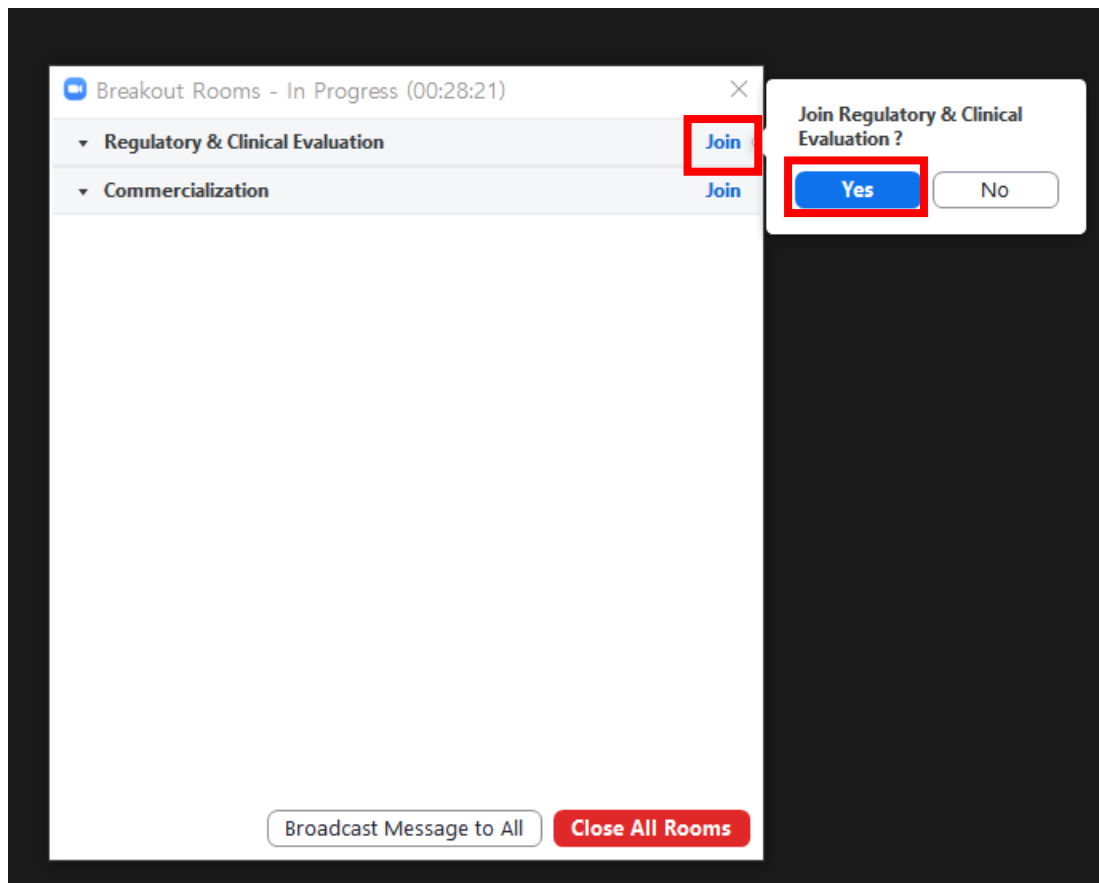 Breakout Rooms - In Progress (00:28:21)
Regulatory & Clinical Evaluation Join
Commercialization Join
Join Regulatory & Clinical
Evaluation ?
Yes No
Broadcast Message to All Close All Rooms